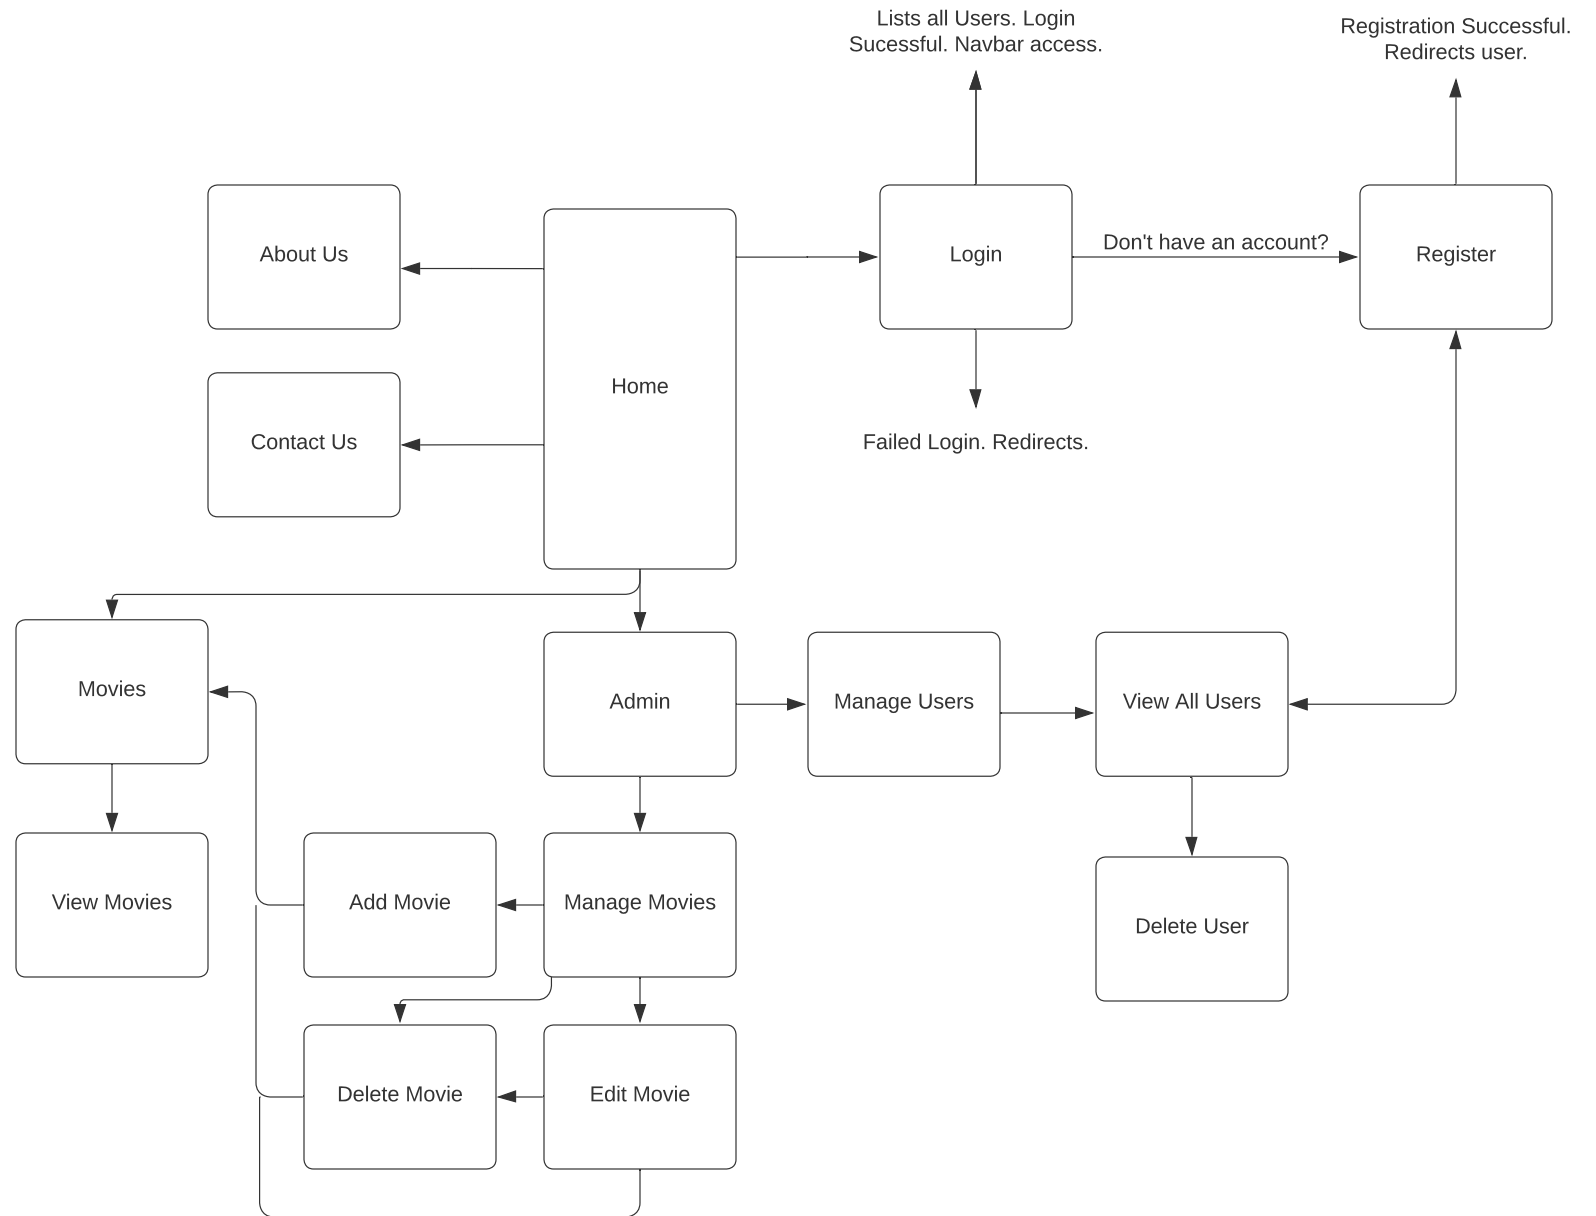 Lists all Users. Login
Sucessful. Navbar access.
Registration Successful.
Redirects user.
About Us
Home
Login
Don't have an account?
Register
Contact Us
Failed Login. Redirects.
Movies
Admin
Manage Users
View All Users
View Movies
Add Movie
Manage Movies
Delete User
Delete Movie
Edit Movie